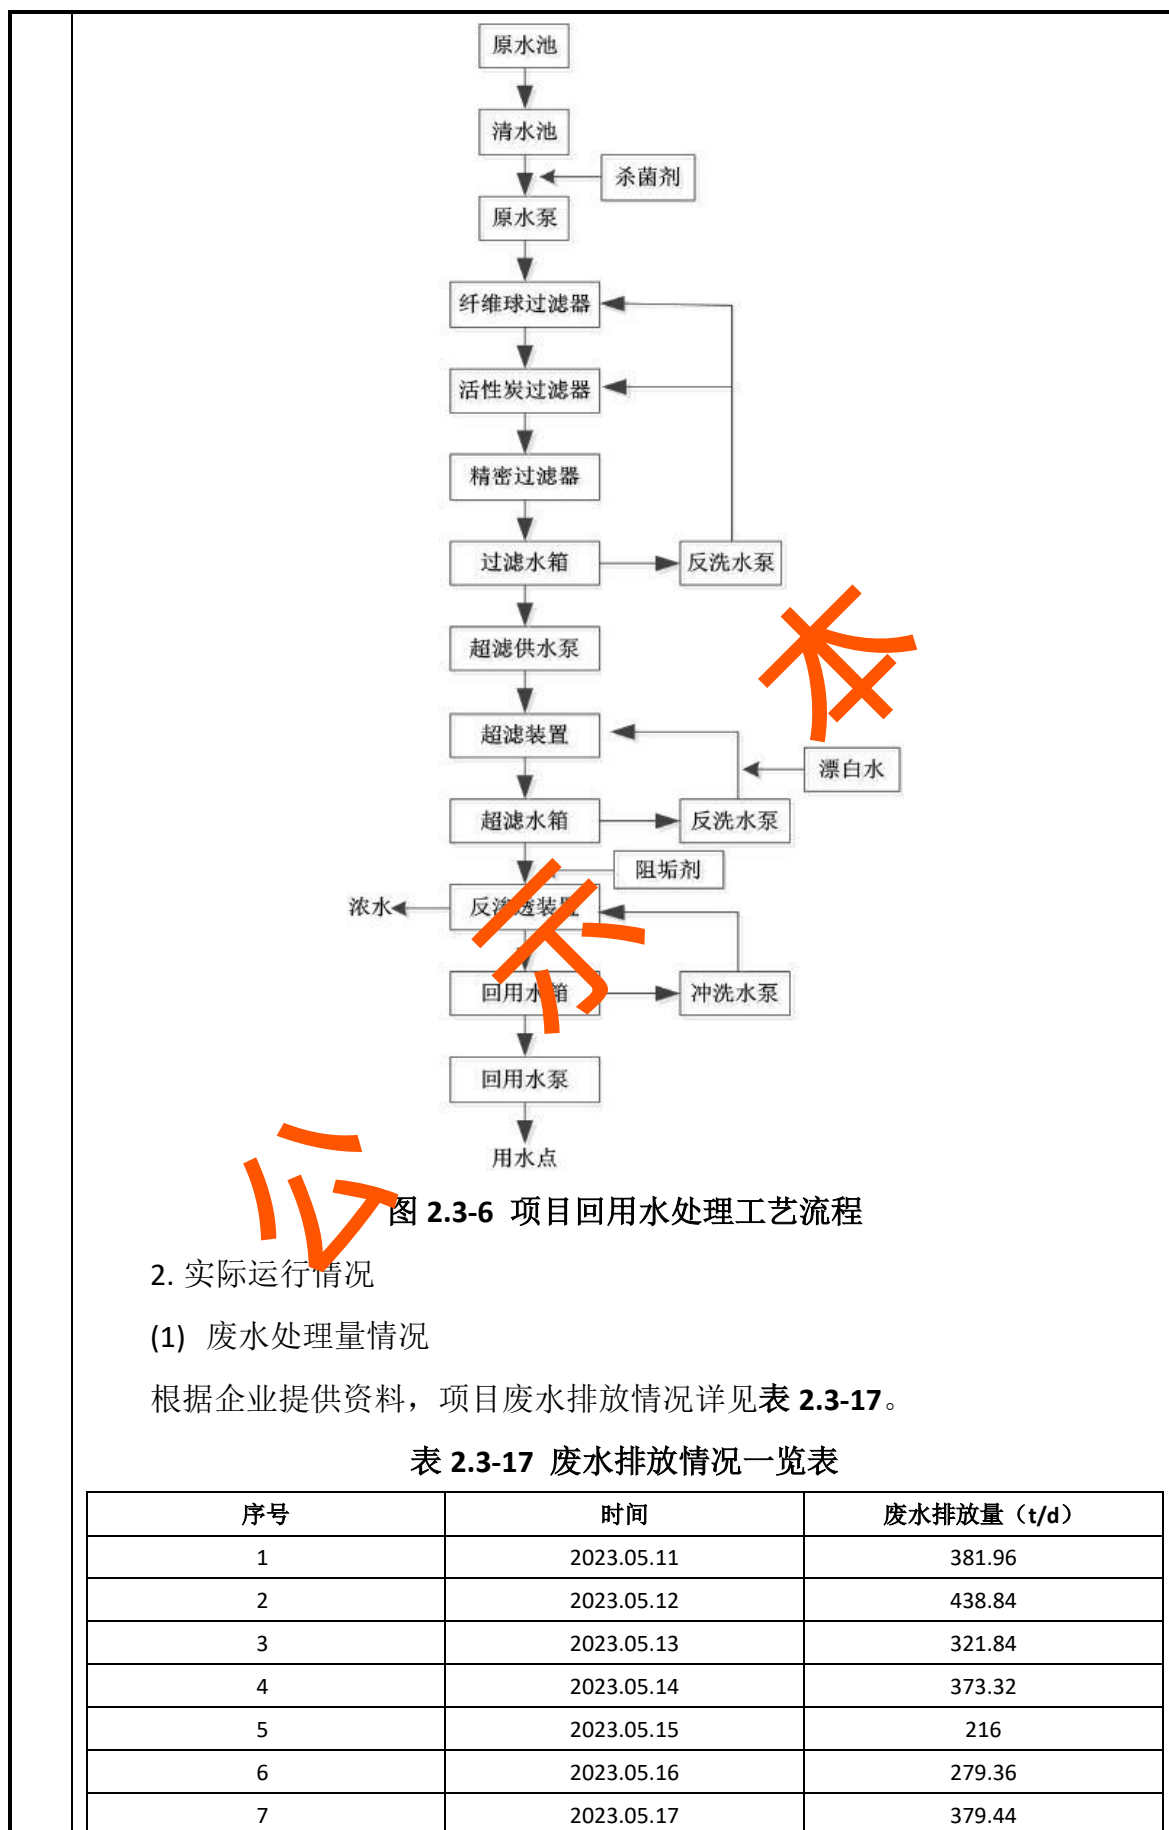 原水池
清水池
杀菌剂
原水泵
纤维球过滤器
活性炭过滤器
精密过滤器
过滤水箱
反洗水泵
超滤供水泵
超滤装置
漂白水
超滤水箱
反洗水泵
阻垢剂
浓水
反渗透装置
回用水箱
冲洗水泵
回用水泵
用水点
公示本
图 2.3-6 项目回用水处理工艺流程
2. 实际运行情况
(1) 废水处理量情况
根据企业提供资料，项目废水排放情况详见表 2.3-17。
表 2.3-17 废水排放情况一览表
序号 时间 废水排放量（t/d）
1 2023.05.11 381.96
2 2023.05.12 438.84
3 2023.05.13 321.84
4 2023.05.14 373.32
5 2023.05.15 216
6 2023.05.16 279.36
7 2023.05.17 379.44